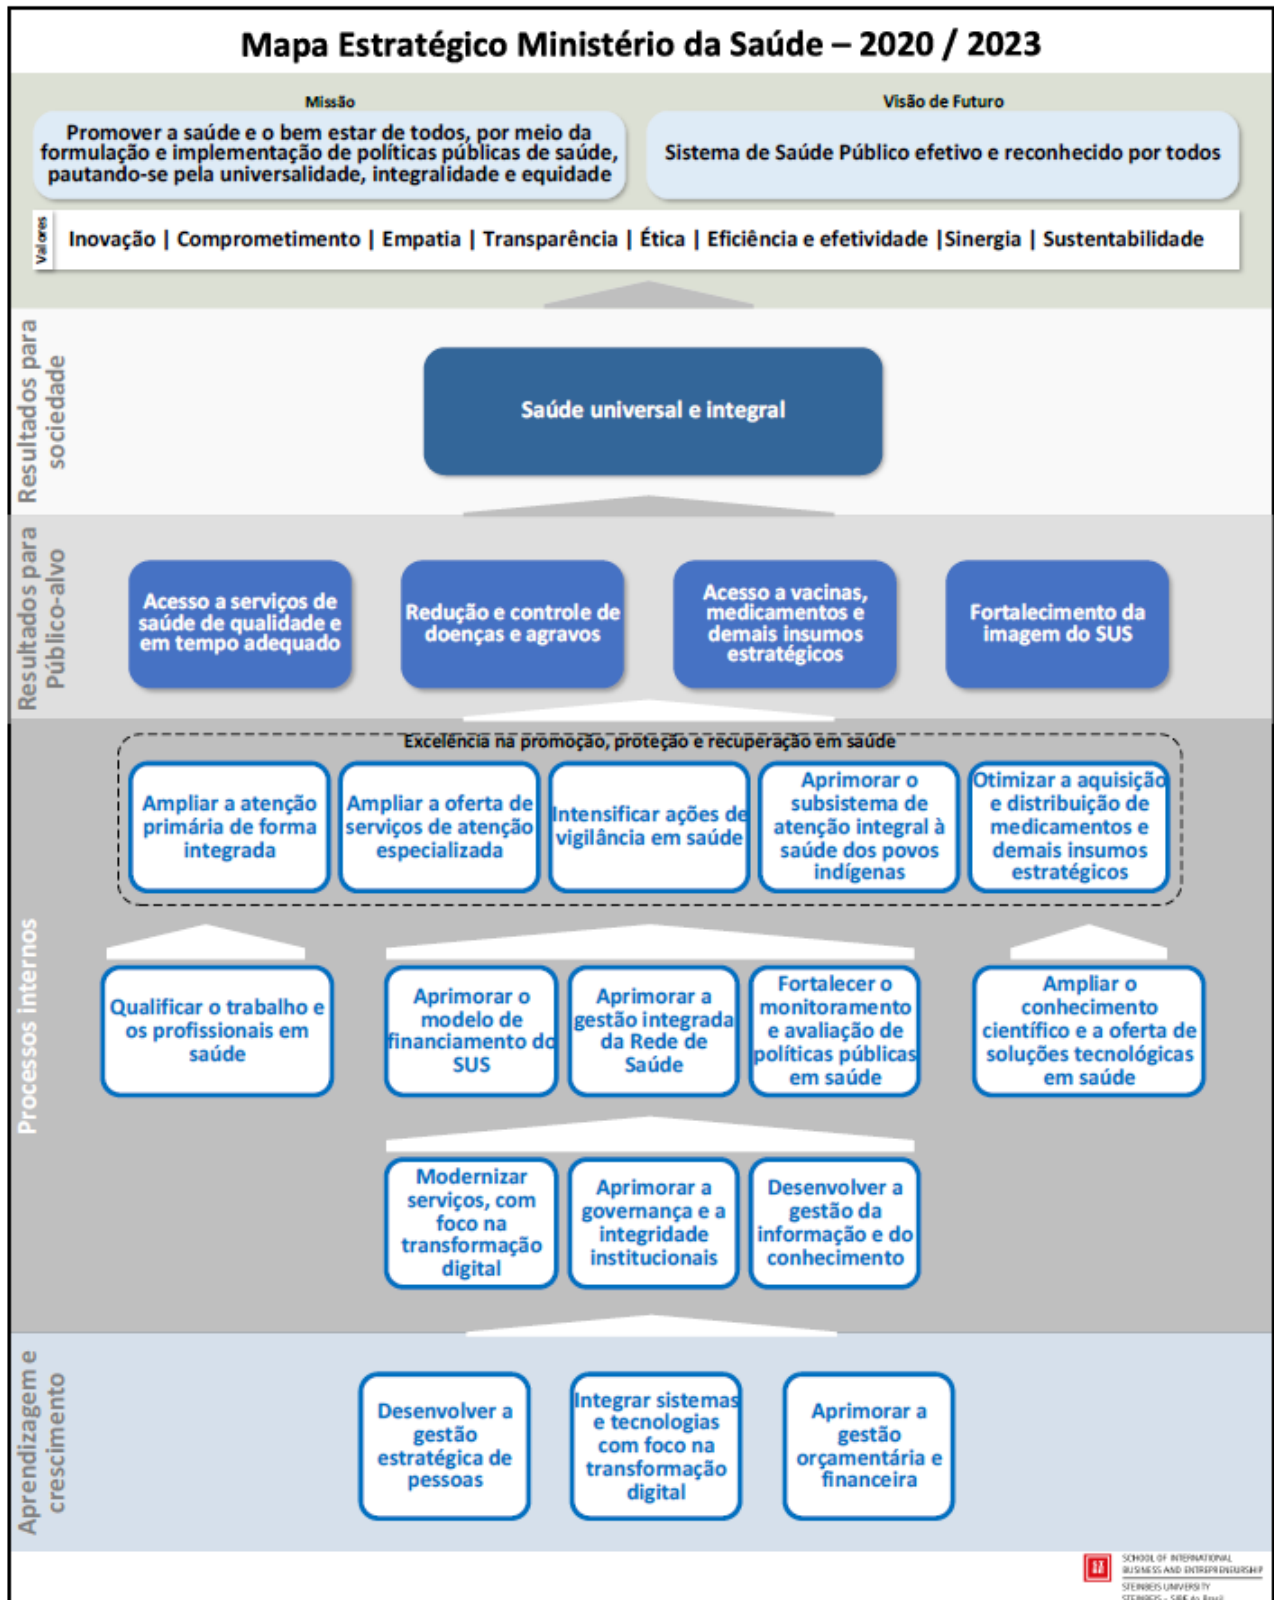 Mapa Estratégico Ministério da Saúde – 2020 / 2023
Missão
Promover a saúde e o bem estar de todos, por meio da
formulação e implementação de políticas públicas de saúde,
pautando-se pela universalidade, integralidade e equidade
Visão de Futuro
Sistema de Saúde Público efetivo e reconhecido por todos
Valores
Inovação | Comprometimento | Empatia | Transparência | Ética | Eficiência e efetividade |Sinergia | Sustentabilidade
Resultados para
sociedade
Saúde universal e integral
Resultados para
Público-alvo
Acesso a serviços de
saúde de qualidade e
em tempo adequado
Redução e controle de
doenças e agravos
Acesso a vacinas,
medicamentos e
demais insumos
estratégicos
Fortalecimento da
imagem do SUS
Processos internos
Excelência na promoção, proteção e recuperação em saúde
Ampliar a atenção
primária de forma
integrada
Ampliar a oferta de
serviços de atenção
especializada
Intensificar ações de
vigilância em saúde
Aprimorar o
subsistema de
atenção integral à
saúde dos povos
indígenas
Otimizar a aquisição
e distribuição de
medicamentos e
demais insumos
estratégicos
Qualificar o trabalho e
os profissionais em
saúde
Aprimorar o
modelo de
financiamento do
SUS
Aprimorar a
gestão integrada
da Rede de
Saúde
Fortalecer o
monitoramento
e avaliação de
políticas públicas
em saúde
Ampliar o
conhecimento
científico e a oferta de
soluções tecnológicas
em saúde
Modernizar
serviços, com
foco na
transformação
digital
Aprimorar a
governança e a
integridade
institucionais
Desenvolver a
gestão da
informação e do
conhecimento
Aprendizagem e
crescimento
Desenvolver a
gestão
estratégica de
pessoas
Integrar sistemas
e tecnologias
com foco na
transformação
digital
Aprimorar a
gestão
orçamentária e
financeira
SCHOOL OF INTERNATIONAL
BUSINESS AND ENTREPRENEURSHIP
STEINBEIS UNIVERSITY
STEINBEIS – SIBE do Brasil